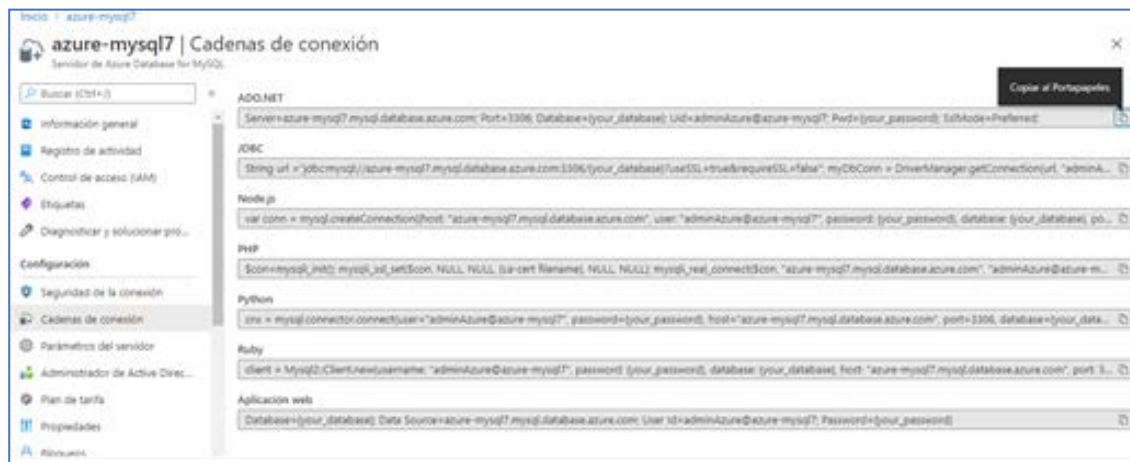 Inicio > azure-mysql7
azure-mysql7 | Cadenas de conexión
Servidor de Azure Database for MySQL
Buscar (Ctrl+/)
Copiar al Portapapeles
Información general
Registro de actividad
Control de acceso (IAM)
Etiquetas
Diagnosticar y solucionar pro...
Configuración
Seguridad de la conexión
Cadenas de conexión
Parámetros del servidor
Administrador de Active Direc...
Plan de tarifa
Propiedades
Bloqueos
ADO.NET
Server=azure-mysql7.mysql.database.azure.com; Port=3306; Database={your_database}; Uid=adminAzure@azure-mysql7; Pwd={your_password}; SslMode=Preferred;
JDBC
String url ="jdbc:mysql://azure-mysql7.mysql.database.azure.com:3306/{your_database}?useSSL=true&requireSSL=false"; myDbConn = DriverManager.getConnection(url, "adminA...
Node.js
var conn = mysql.createConnection({host: "azure-mysql7.mysql.database.azure.com", user: "adminAzure@azure-mysql7", password: {your_password}, database: {your_database}, po...
PHP
$con=mysqli_init(); mysqli_ssl_set($con, NULL, NULL, {ca-cert filename}, NULL, NULL); mysqli_real_connect($con, "azure-mysql7.mysql.database.azure.com", "adminAzure@azure-m...
Python
cnx = mysql.connector.connect(user="adminAzure@azure-mysql7", password={your_password}, host="azure-mysql7.mysql.database.azure.com", port=3306, database={your_data...
Ruby
client = Mysql2::Client.new(username: "adminAzure@azure-mysql7", password: {your_password}, database: {your_database}, host: "azure-mysql7.mysql.database.azure.com", port: 3...
Aplicación web
Database={your_database}; Data Source=azure-mysql7.mysql.database.azure.com; User Id=adminAzure@azure-mysql7; Password={your_password}